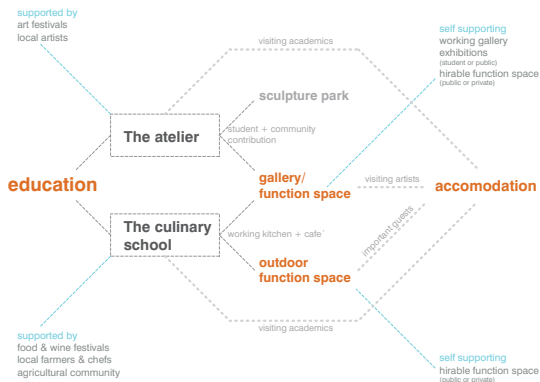 supported by
art festivals
local artists
visiting academics
self supporting
working gallery
exhibitions
(student or public)
hirable function space
(public or private)
sculpture park
The atelier
student + community
contribution
education
gallery/
function space
visiting artists
accomodation
The culinary
school
working kitchen + cafe´
important guests
outdoor
function space
visiting academics
supported by
food & wine festivals
local farmers & chefs
agricultural community
self supporting
hirable function space
(public or private)